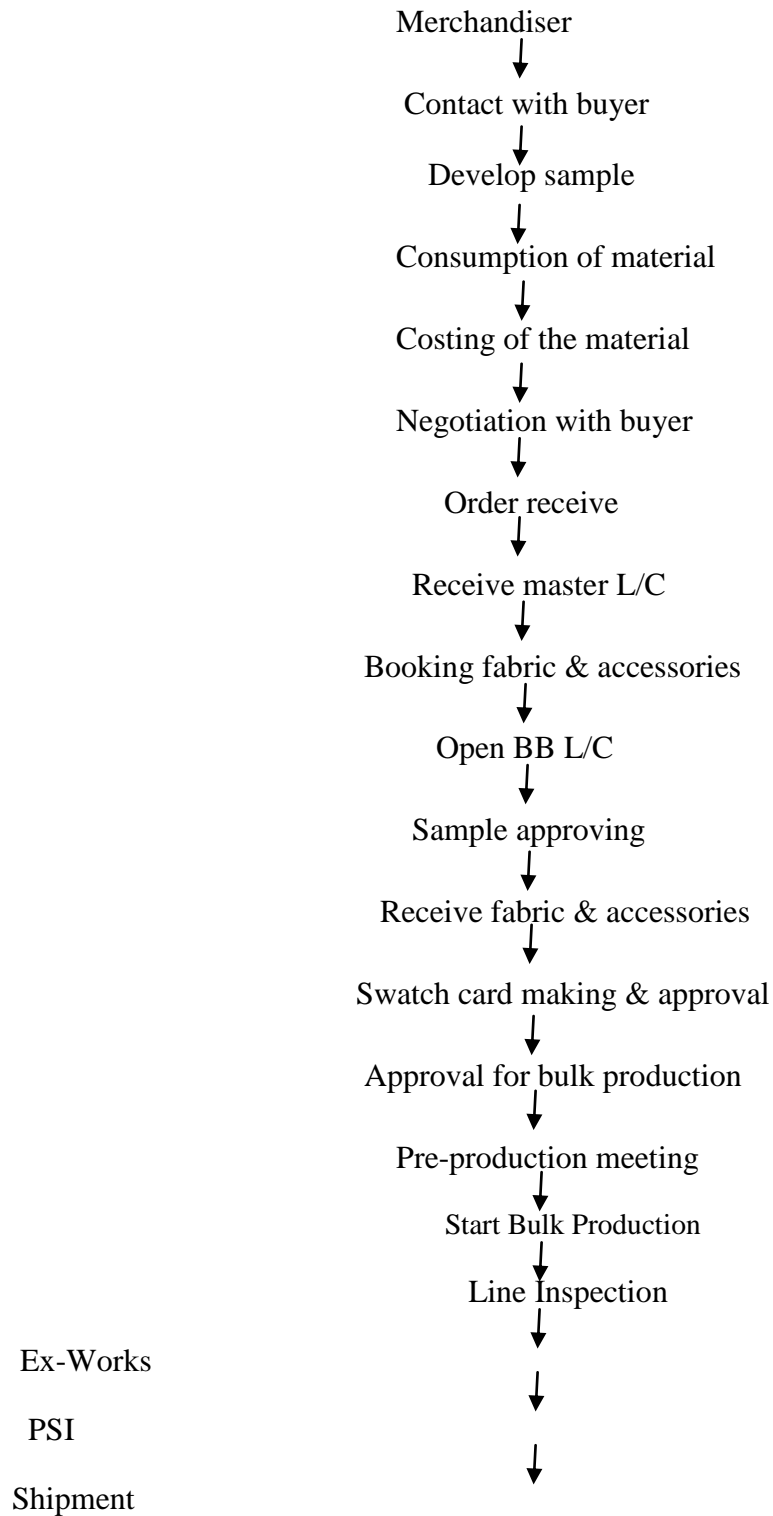 Merchandiser
Contact with buyer
Develop sample
Consumption of material
Costing of the material
Negotiation with buyer
Order receive
Receive master L/C
Booking fabric & accessories
Open BB L/C
Sample approving
Receive fabric & accessories
Swatch card making & approval
Approval for bulk production
Pre-production meeting
Start Bulk Production
Line Inspection
Ex-Works
PSI
Shipment